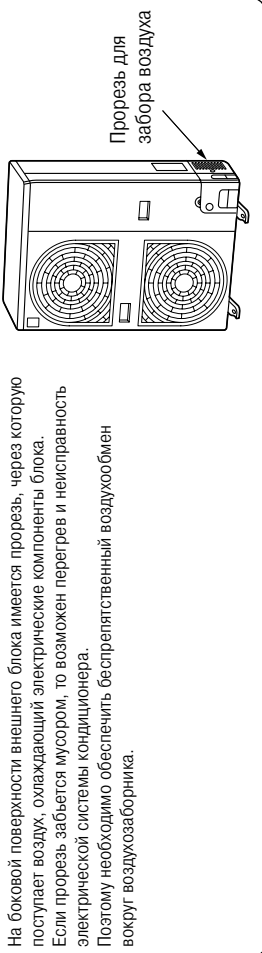 На боковой поверхности внешнего блока имеется прорезь, через которую
поступает воздух, охлаждающий электрические компоненты блока.
Если прорезь забьется мусором, то возможен перегрев и неисправность
электрической системы кондиционера.
Поэтому необходимо обеспечить беспрепятственный воздухообмен
вокруг воздухозаборника.
Прорезь для
забора воздуха